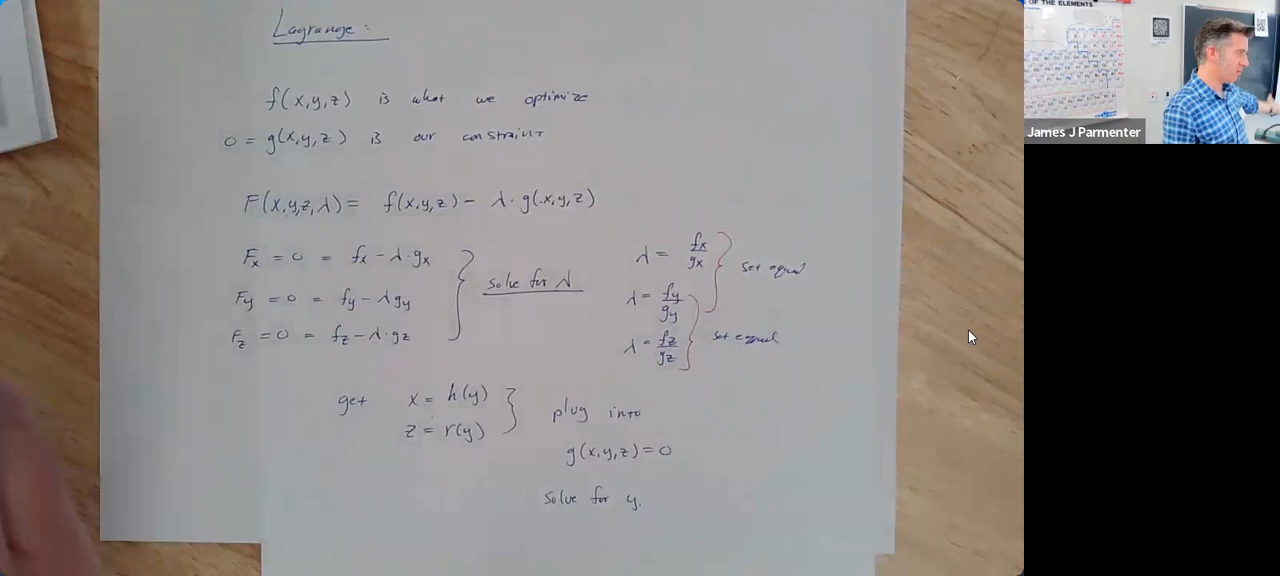 Lagrange:
f(x,y,z) is what we optimize
0 = g(x,y,z) is our constraint
F(x,y,z,λ) = f(x,y,z) - λ · g(x,y,z)
Fx = 0 = fx - λ·gx
Fy = 0 = fy - λgy
Fz = 0 = fz - λ·gz
solve for λ
λ = fx/gx
λ = fy/gy
λ = fz/gz
set equal
set equal
get x = h(y)
z = r(y)
plug into
g(x,y,z)=0
solve for y.
OF THE ELEMENTS
James J Parmenter